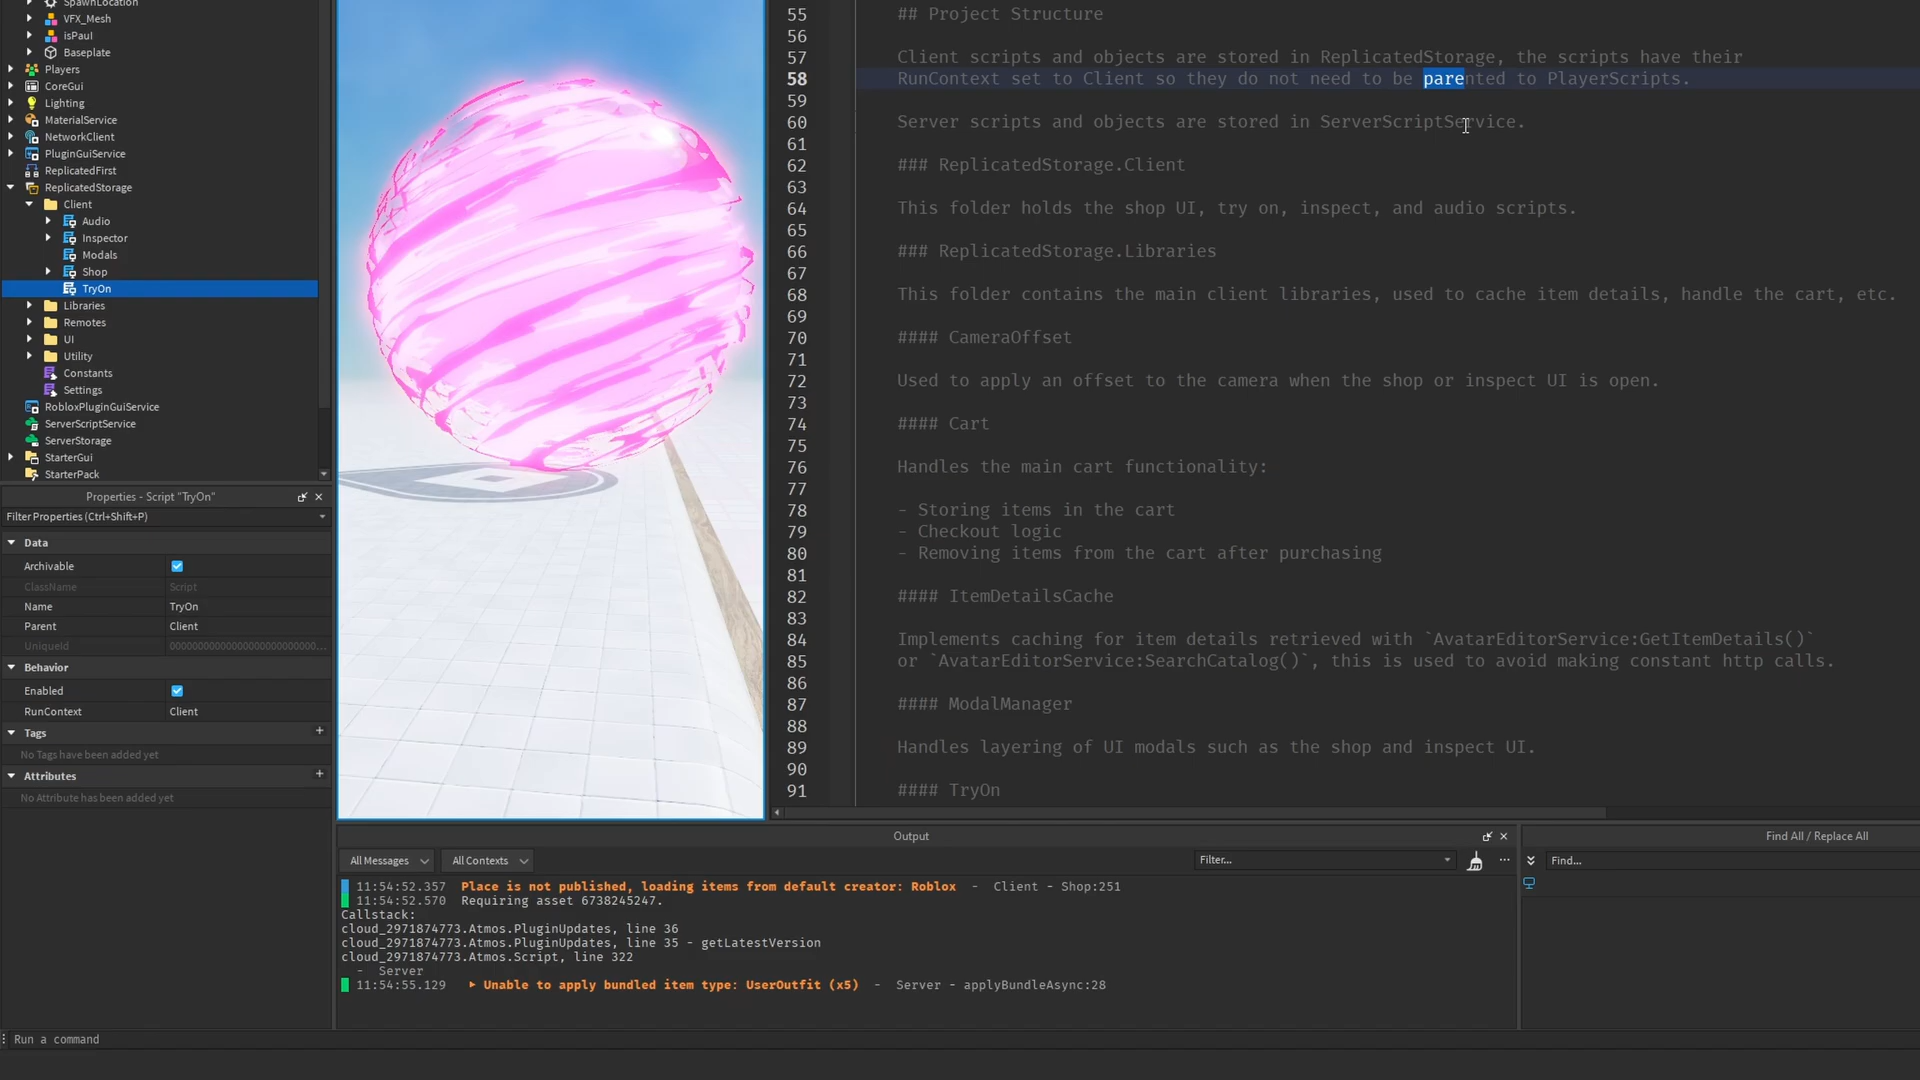 SpawnLocation
VFX_Mesh
isPaul
Baseplate
Players
CoreGui
Lighting
MaterialService
NetworkClient
PluginGuiService
ReplicatedFirst
ReplicatedStorage
Client
Audio
Inspector
Modals
Shop
TryOn
Libraries
Remotes
UI
Utility
Constants
Settings
RobloxPluginGuiService
ServerScriptService
ServerStorage
StarterGui
StarterPack
Properties - Script "TryOn"
Filter Properties (Ctrl+Shift+P)
Data
Archivable
ClassName Script
Name TryOn
Parent Client
UniqueId 
Behavior
Enabled
RunContext Client
Tags +
No Tags have been added yet
Attributes +
No Attribute has been added yet
55 ## Project Structure
56
57 Client scripts and objects are stored in ReplicatedStorage, the scripts have their
58 RunContext set to Client so they do not need to be parented to PlayerScripts.
59
60 Server scripts and objects are stored in ServerScriptService.
61
62 ### ReplicatedStorage.Client
63
64 This folder holds the shop UI, try on, inspect, and audio scripts.
65
66 ### ReplicatedStorage.Libraries
67
68 This folder contains the main client libraries, used to cache item details, handle the cart, etc.
69
70 #### CameraOffset
71
72 Used to apply an offset to the camera when the shop or inspect UI is open.
73
74 #### Cart
75
76 Handles the main cart functionality:
77
78 - Storing items in the cart
79 - Checkout logic
80 - Removing items from the cart after purchasing
81
82 #### ItemDetailsCache
83
84 Implements caching for item details retrieved with `AvatarEditorService:GetItemDetails()`
85 or `AvatarEditorService:SearchCatalog()`, this is used to avoid making constant http calls.
86
87 #### ModalManager
88
89 Handles layering of UI modals such as the shop and inspect UI.
90
91 #### TryOn
Output
All Messages All Contexts Filter... ...
11:54:52.357 Place is not published, loading items from default creator: Roblox - Client - Shop:251
11:54:52.570 Requiring asset 6738245247.
Callstack:
cloud_2971874773.Atmos.PluginUpdates, line 36
cloud_2971874773.Atmos.PluginUpdates, line 35 - getLatestVersion
cloud_2971874773.Atmos.Script, line 322
- Server
11:54:55.129 Unable to apply bundled item type: UserOutfit (x5) - Server - applyBundleAsync:28
Find All / Replace All
Find...
Run a command